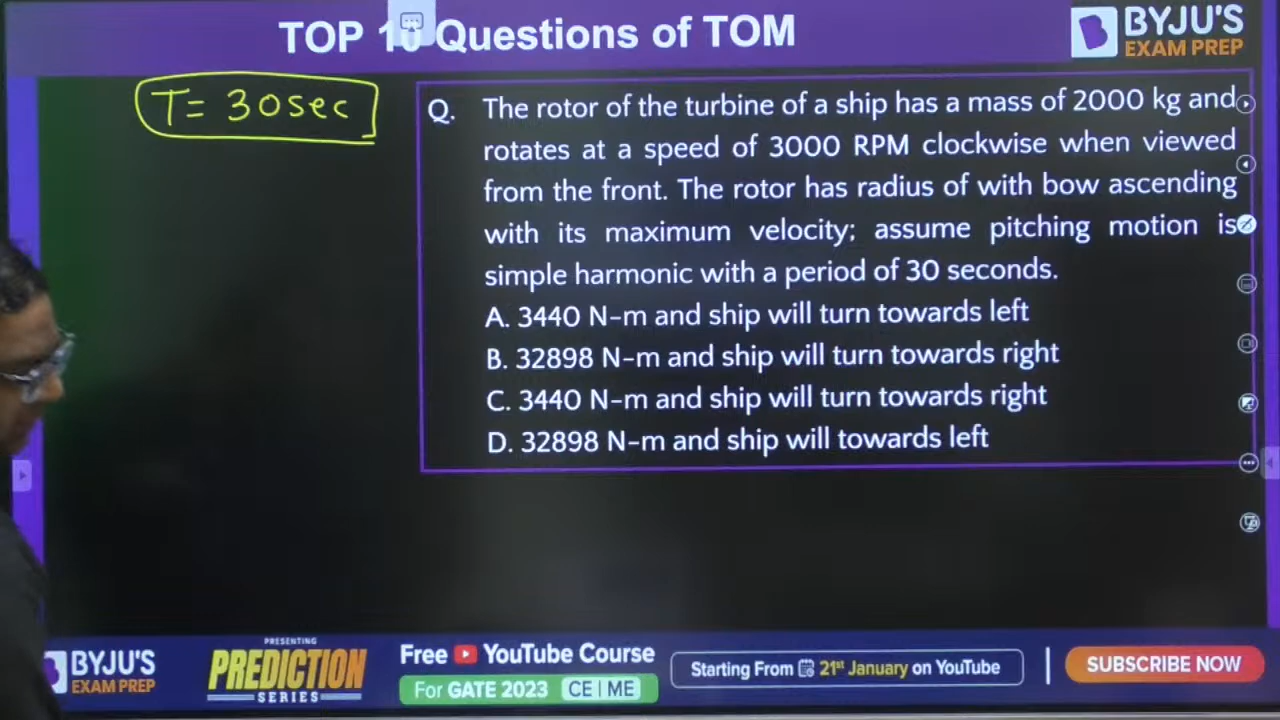 TOP 10 Questions of TOM
BYJU'S
EXAM PREP
T= 30sec
Q. The rotor of the turbine of a ship has a mass of 2000 kg and
rotates at a speed of 3000 RPM clockwise when viewed
from the front. The rotor has radius of with bow ascending
with its maximum velocity; assume pitching motion is
simple harmonic with a period of 30 seconds.
A. 3440 N-m and ship will turn towards left
B. 32898 N-m and ship will turn towards right
C. 3440 N-m and ship will turn towards right
D. 32898 N-m and ship will towards left
BYJU'S
EXAM PREP
PRESENTING
PREDICTION
SERIES
Free YouTube Course
For GATE 2023 CE | ME
Starting From 21st January on YouTube
SUBSCRIBE NOW